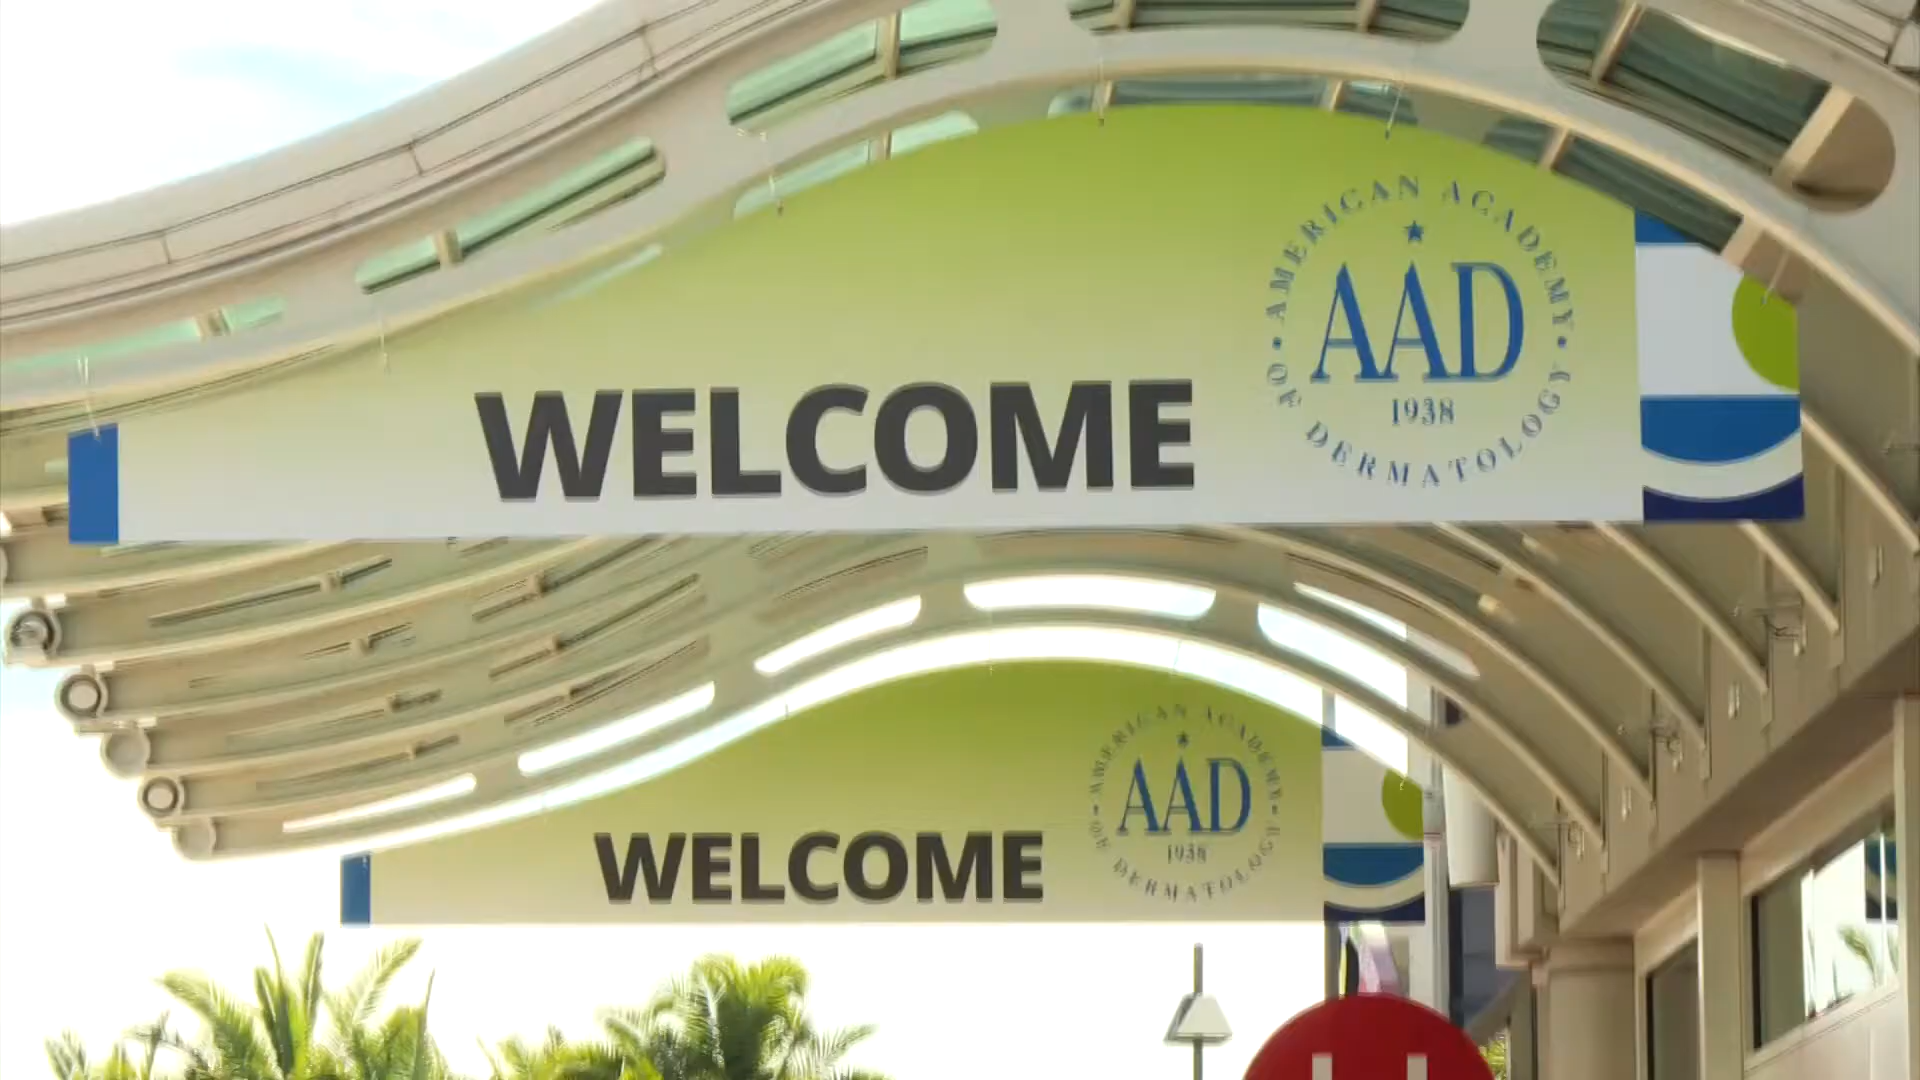 WELCOME
AMERICAN ACADEMY OF DERMATOLOGY
AAD
1938
WELCOME
AMERICAN ACADEMY OF DERMATOLOGY
AAD
1938